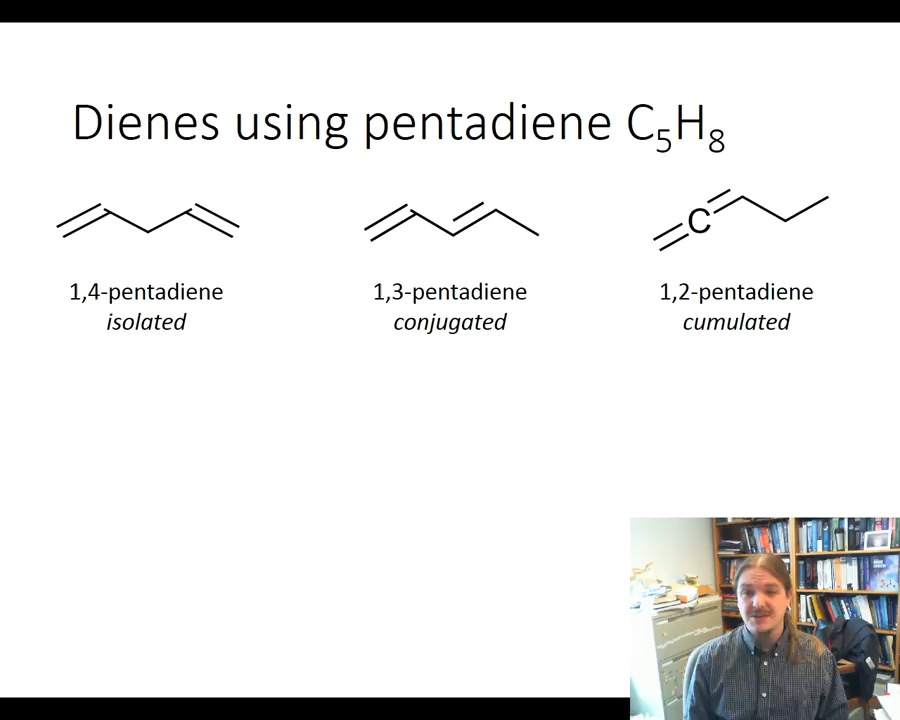 Dienes using pentadiene C₅H₈
C
1,4-pentadiene
isolated
1,3-pentadiene
conjugated
1,2-pentadiene
cumulated